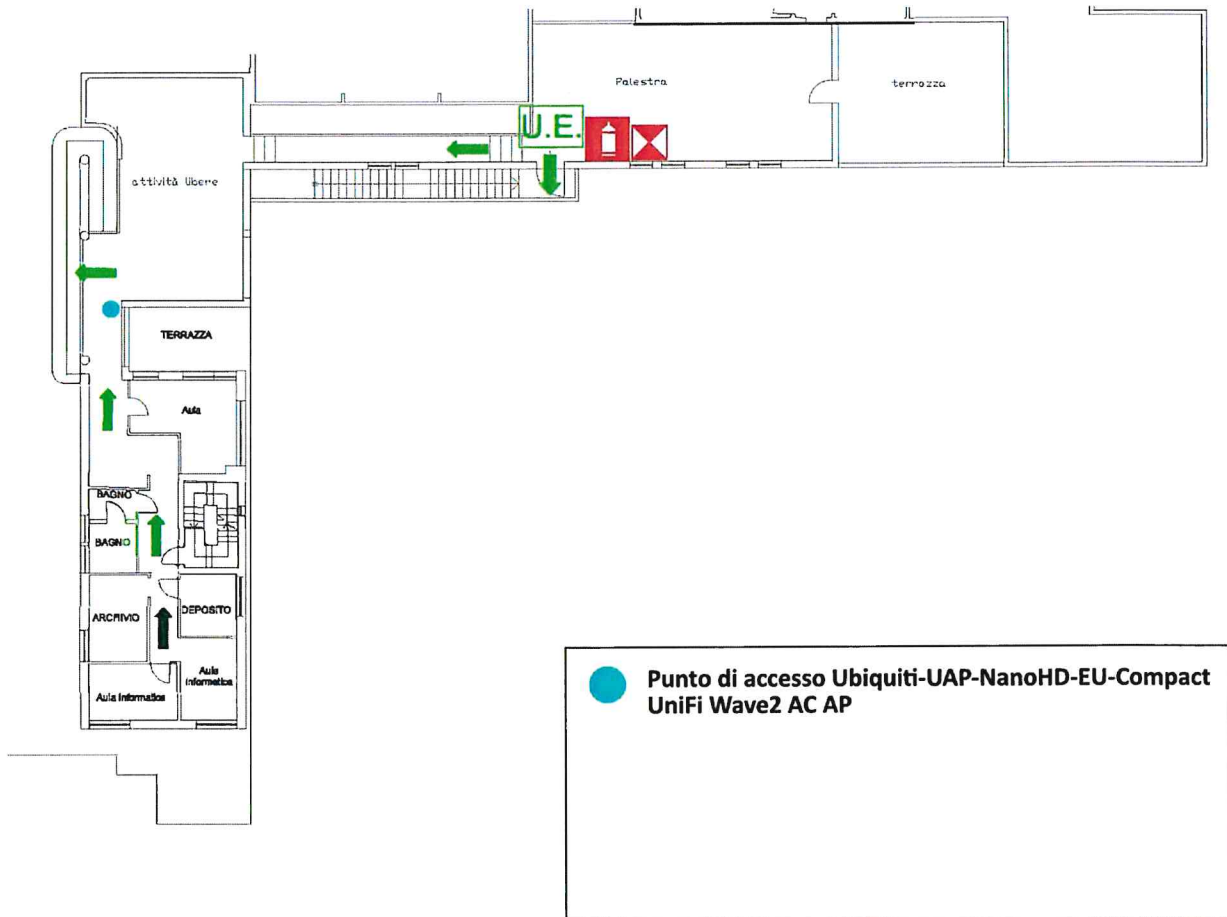 Palestra
terrazza
U.E.
attività libere
TERRAZZA
Aula
BAGNO
BAGNO
ARCHIVIO
DEPOSITO
Aula
Informatica
Aula Informatica
Punto di accesso Ubiquiti-UAP-NanoHD-EU-Compact
UniFi Wave2 AC AP